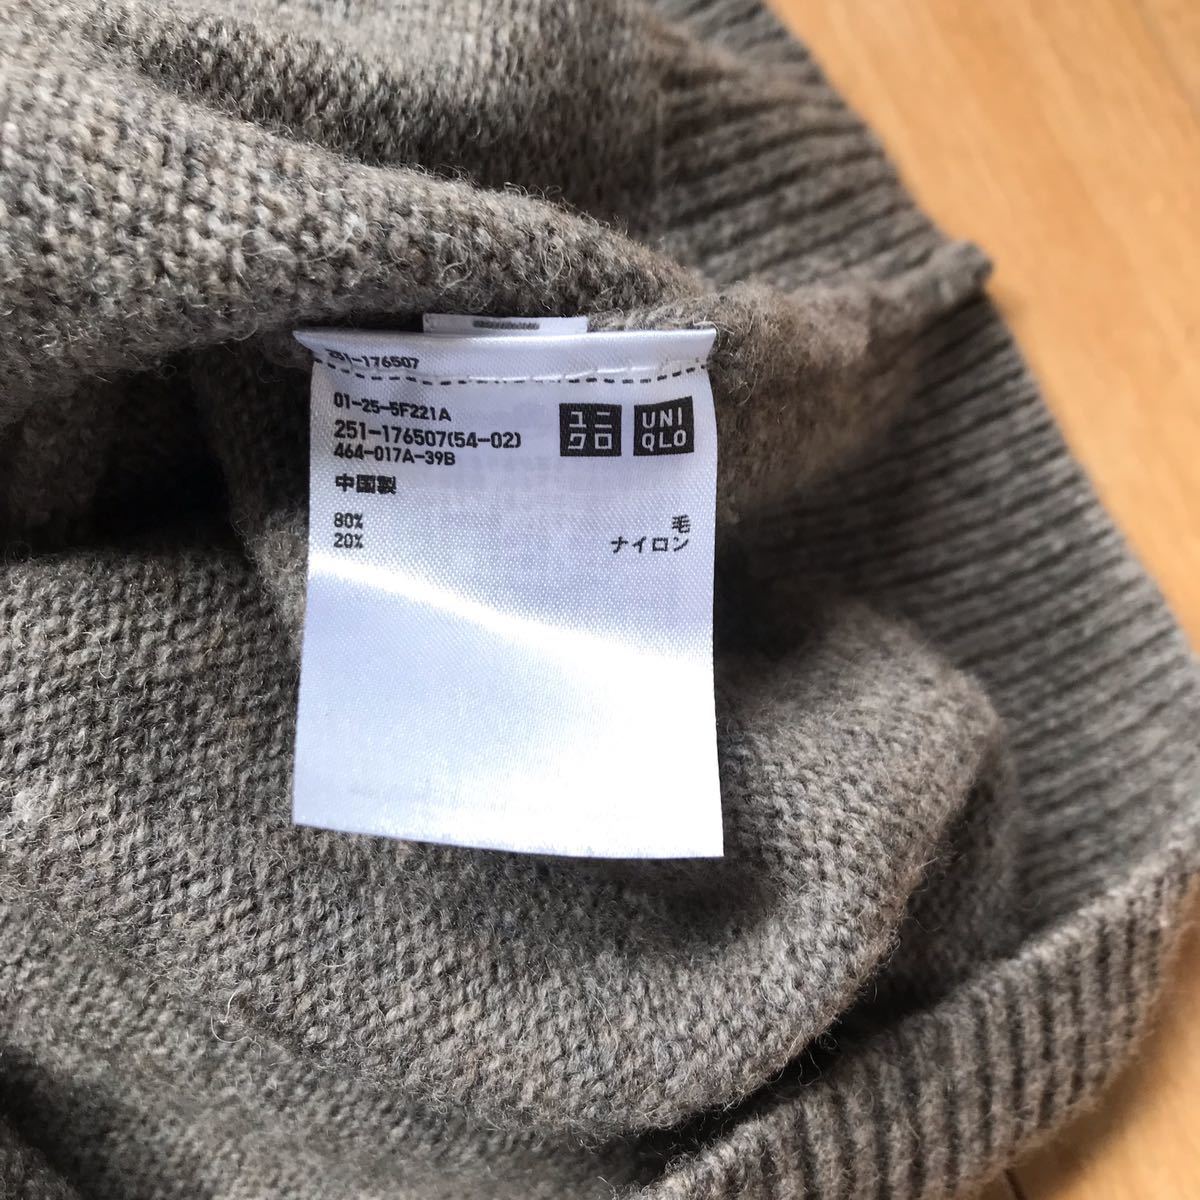 251-176507
01-25-5F221A
251-176507(54-02)
464-017A-39B
中国製
ユニ
クロ
UNI
QLO
80% 毛
20% ナイロン